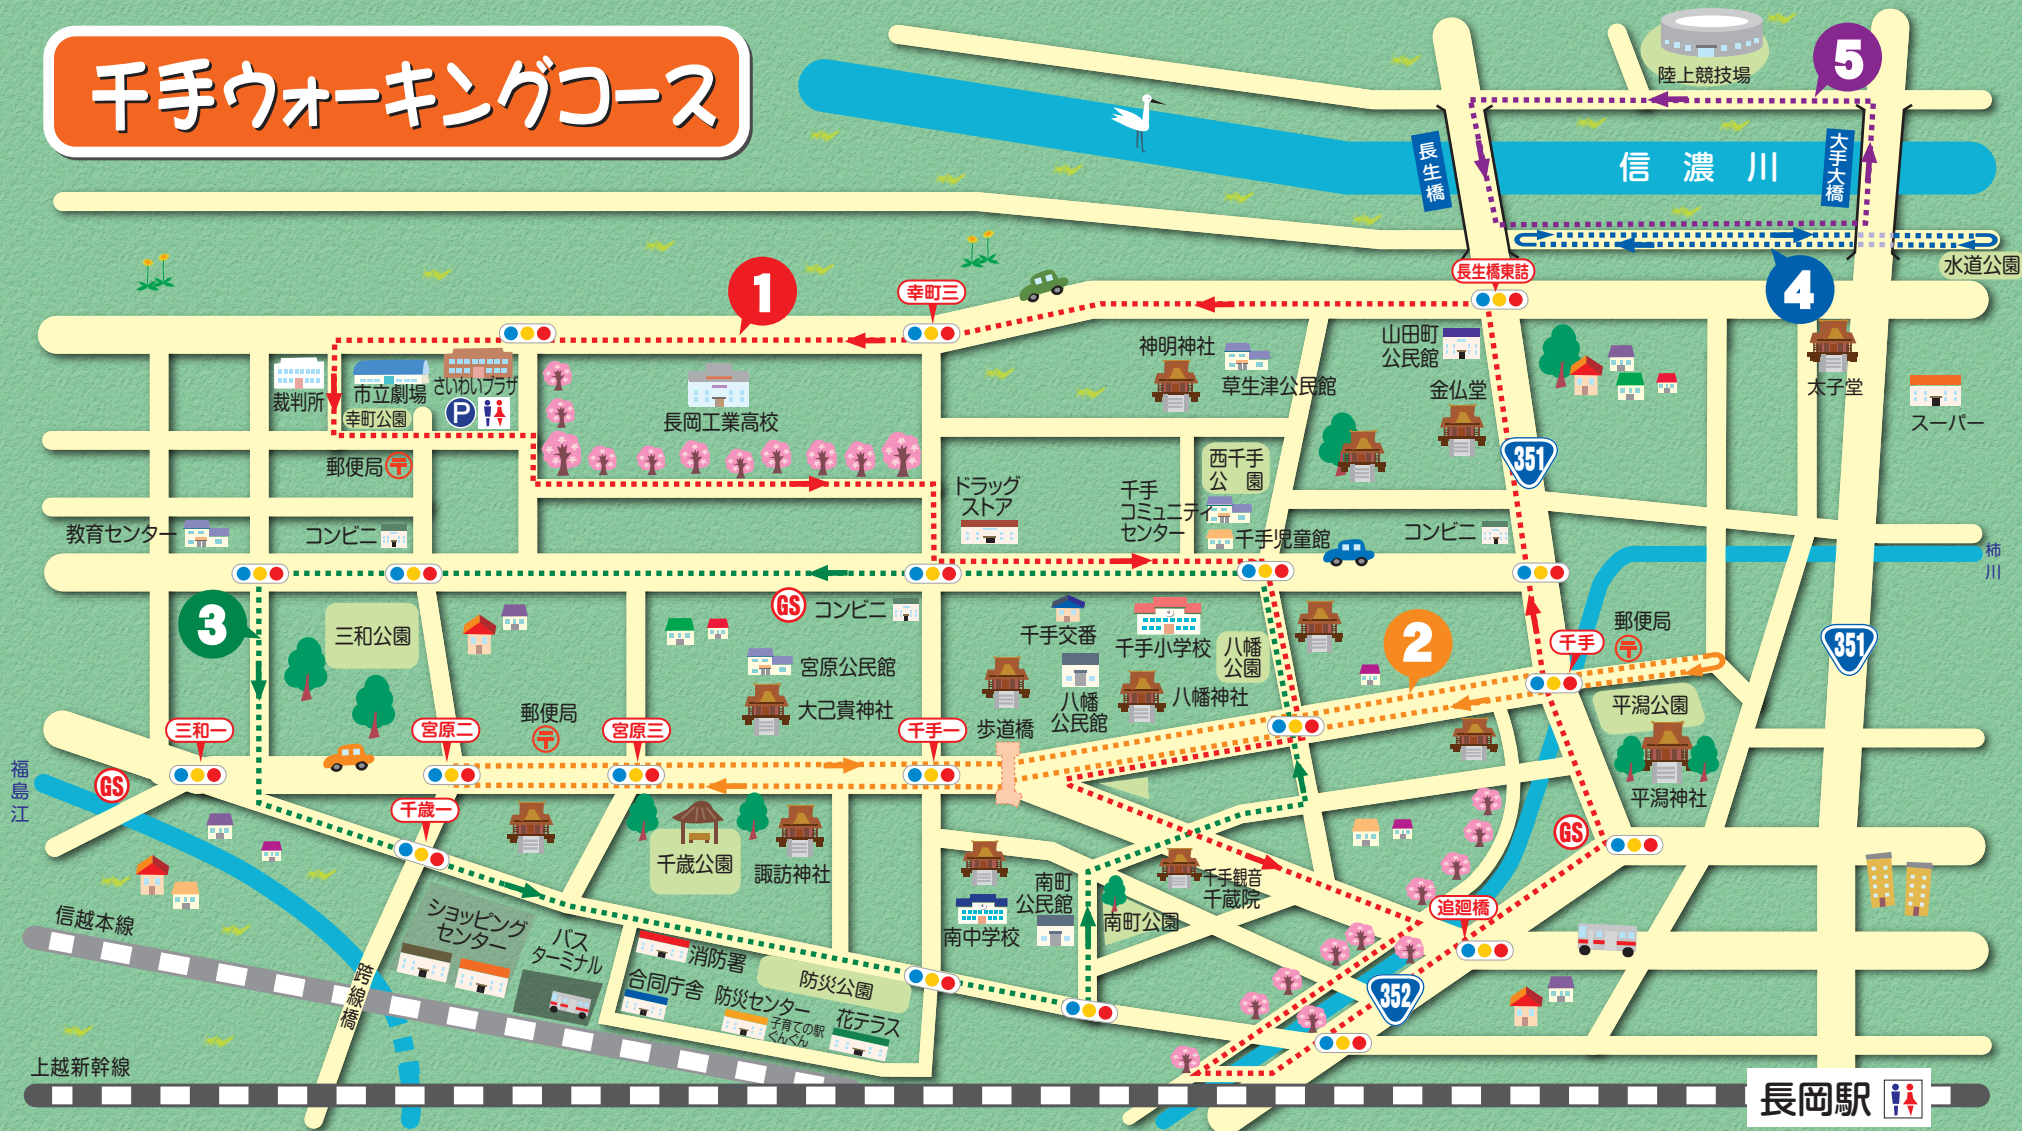 千手ウォーキングコース
5
陸上競技場
長生橋
信濃川
大手大橋
水道公園
4
1
幸町三
長生橋東詰
裁判所
市立劇場
さいわいプラザ
幸町公園
P
郵便局
長岡工業高校
神明神社
草生津公民館
山田町
公民館
金仏堂
太子堂
スーパー
西千手
公園
351
教育センター
コンビニ
ドラッグ
ストア
千手
コミュニティ
センター
千手児童館
コンビニ
柿川
3
三和公園
GS
コンビニ
宮原公民館
大己貴神社
千手交番
千手小学校
八幡
公園
八幡
公民館
八幡神社
歩道橋
2
千手
郵便局
351
平潟公園
平潟神社
三和一
宮原二
郵便局
宮原三
千手一
福島江
GS
千歳一
千歳公園
諏訪神社
GS
南町
公民館
南中学校
南町公園
千手観音
千蔵院
追廻橋
352
信越本線
跨線橋
ショッピング
センター
バス
ターミナル
消防署
合同庁舎
防災公園
防災センター
子育ての駅
ぐんぐん
花テラス
上越新幹線
長岡駅